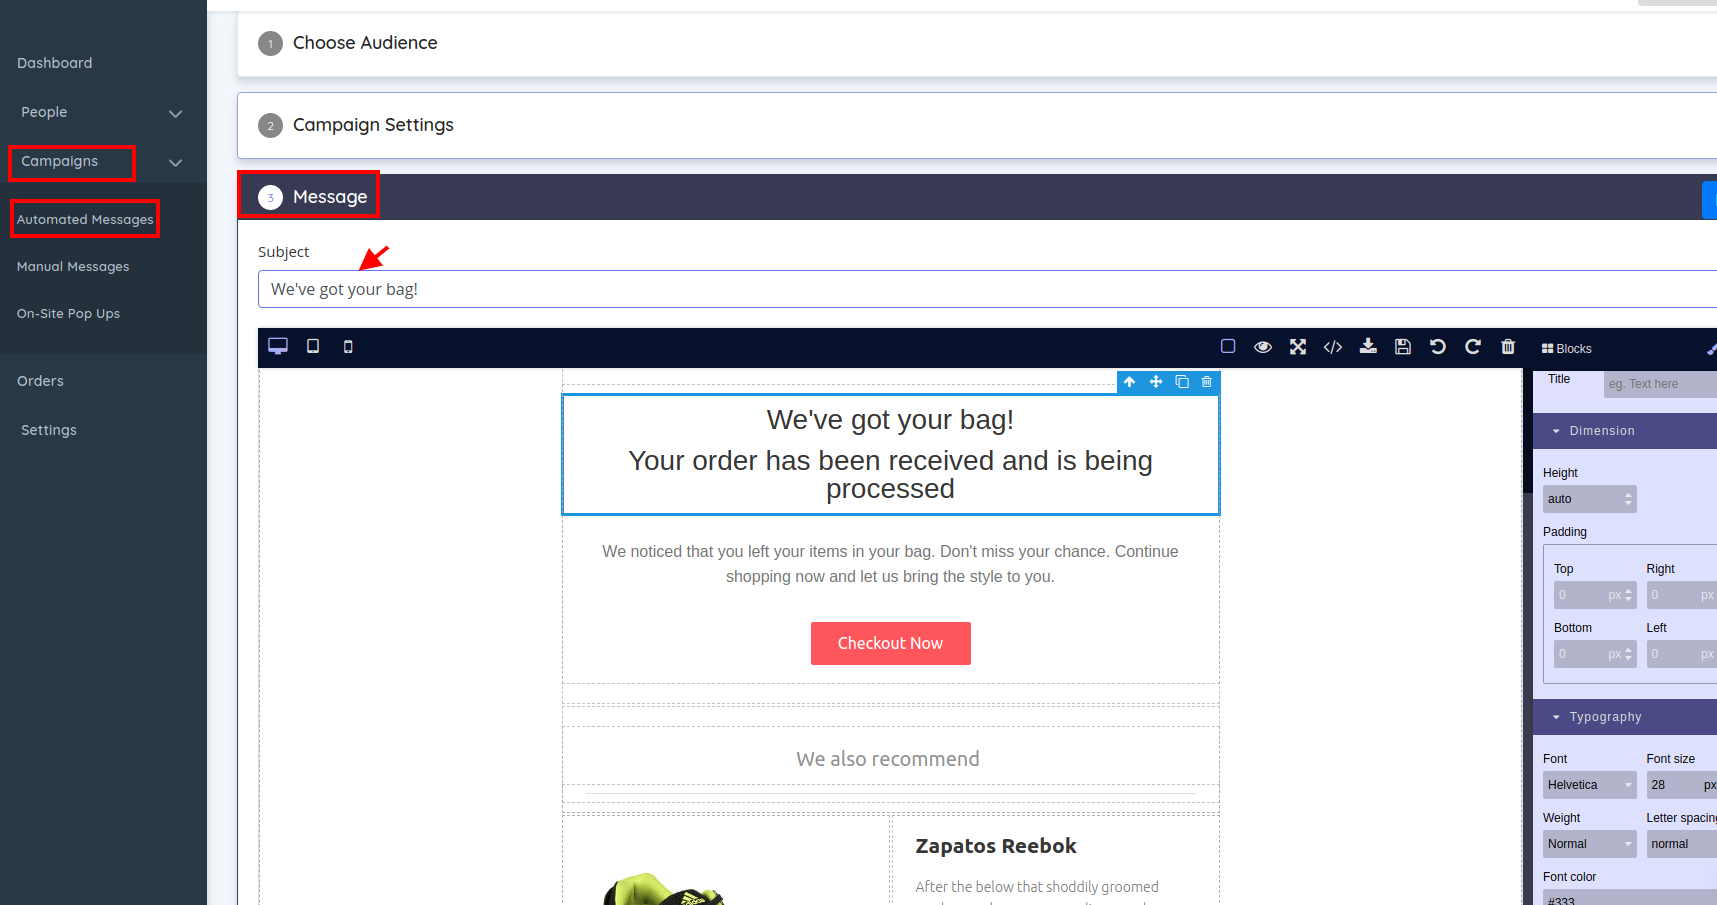 Dashboard
People
Campaigns
Automated Messages
Manual Messages
On-Site Pop Ups
Orders
Settings
1 Choose Audience
2 Campaign Settings
3 Message
Subject
We've got your bag!
Blocks
We've got your bag!
Your order has been received and is being
processed
We noticed that you left your items in your bag. Don't miss your chance. Continue
shopping now and let us bring the style to you.
Checkout Now
We also recommend
Zapatos Reebok
After the below that shoddily groomed
adidas
Title eg. Text here
Dimension
Height
auto
Padding
Top Right
0 px 0 px
Bottom Left
0 px 0 px
Typography
Font Font size
Helvetica 28 px
Weight Letter spacing
Normal normal
Font color
#333